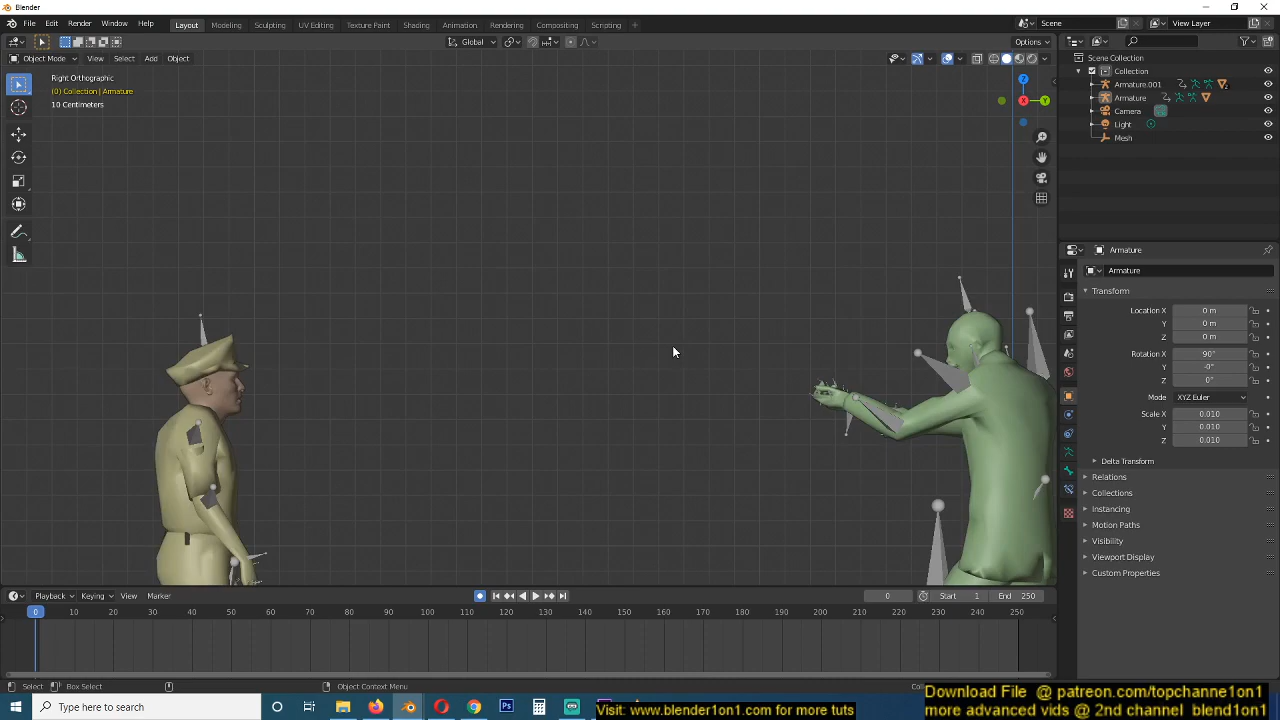 Blender
File Edit Render Window Help Layout Modeling Sculpting UV Editing Texture Paint Shading Animation Rendering Compositing Scripting + Scene View Layer
Global Options
Object Mode View Select Add Object
Right Orthographic
(0) Collection | Armature
10 Centimeters
Z
X
Y
Scene Collection
Collection
Armature.001
Armature
Camera
Light
Mesh
Armature
Armature
Transform
Location X 0 m
Y 0 m
Z 0 m
Rotation X 90°
Y -0°
Z 0°
Mode XYZ Euler
Scale X 0.010
Y 0.010
Z 0.010
Delta Transform
Relations
Collections
Instancing
Motion Paths
Visibility
Viewport Display
Custom Properties
Playback Keying View Marker 0 Start 1 End 250
0 10 20 30 40 50 60 70 80 90 100 110 120 130 140 150 160 170 180 190 200 210 220 230 240 250
Select Box Select Object Context Menu
Type here to search
Visit: www.blender1on1.com for more tuts
Download File @ patreon.com/topchanne1on1
more advanced vids @ 2nd channel blend1on1